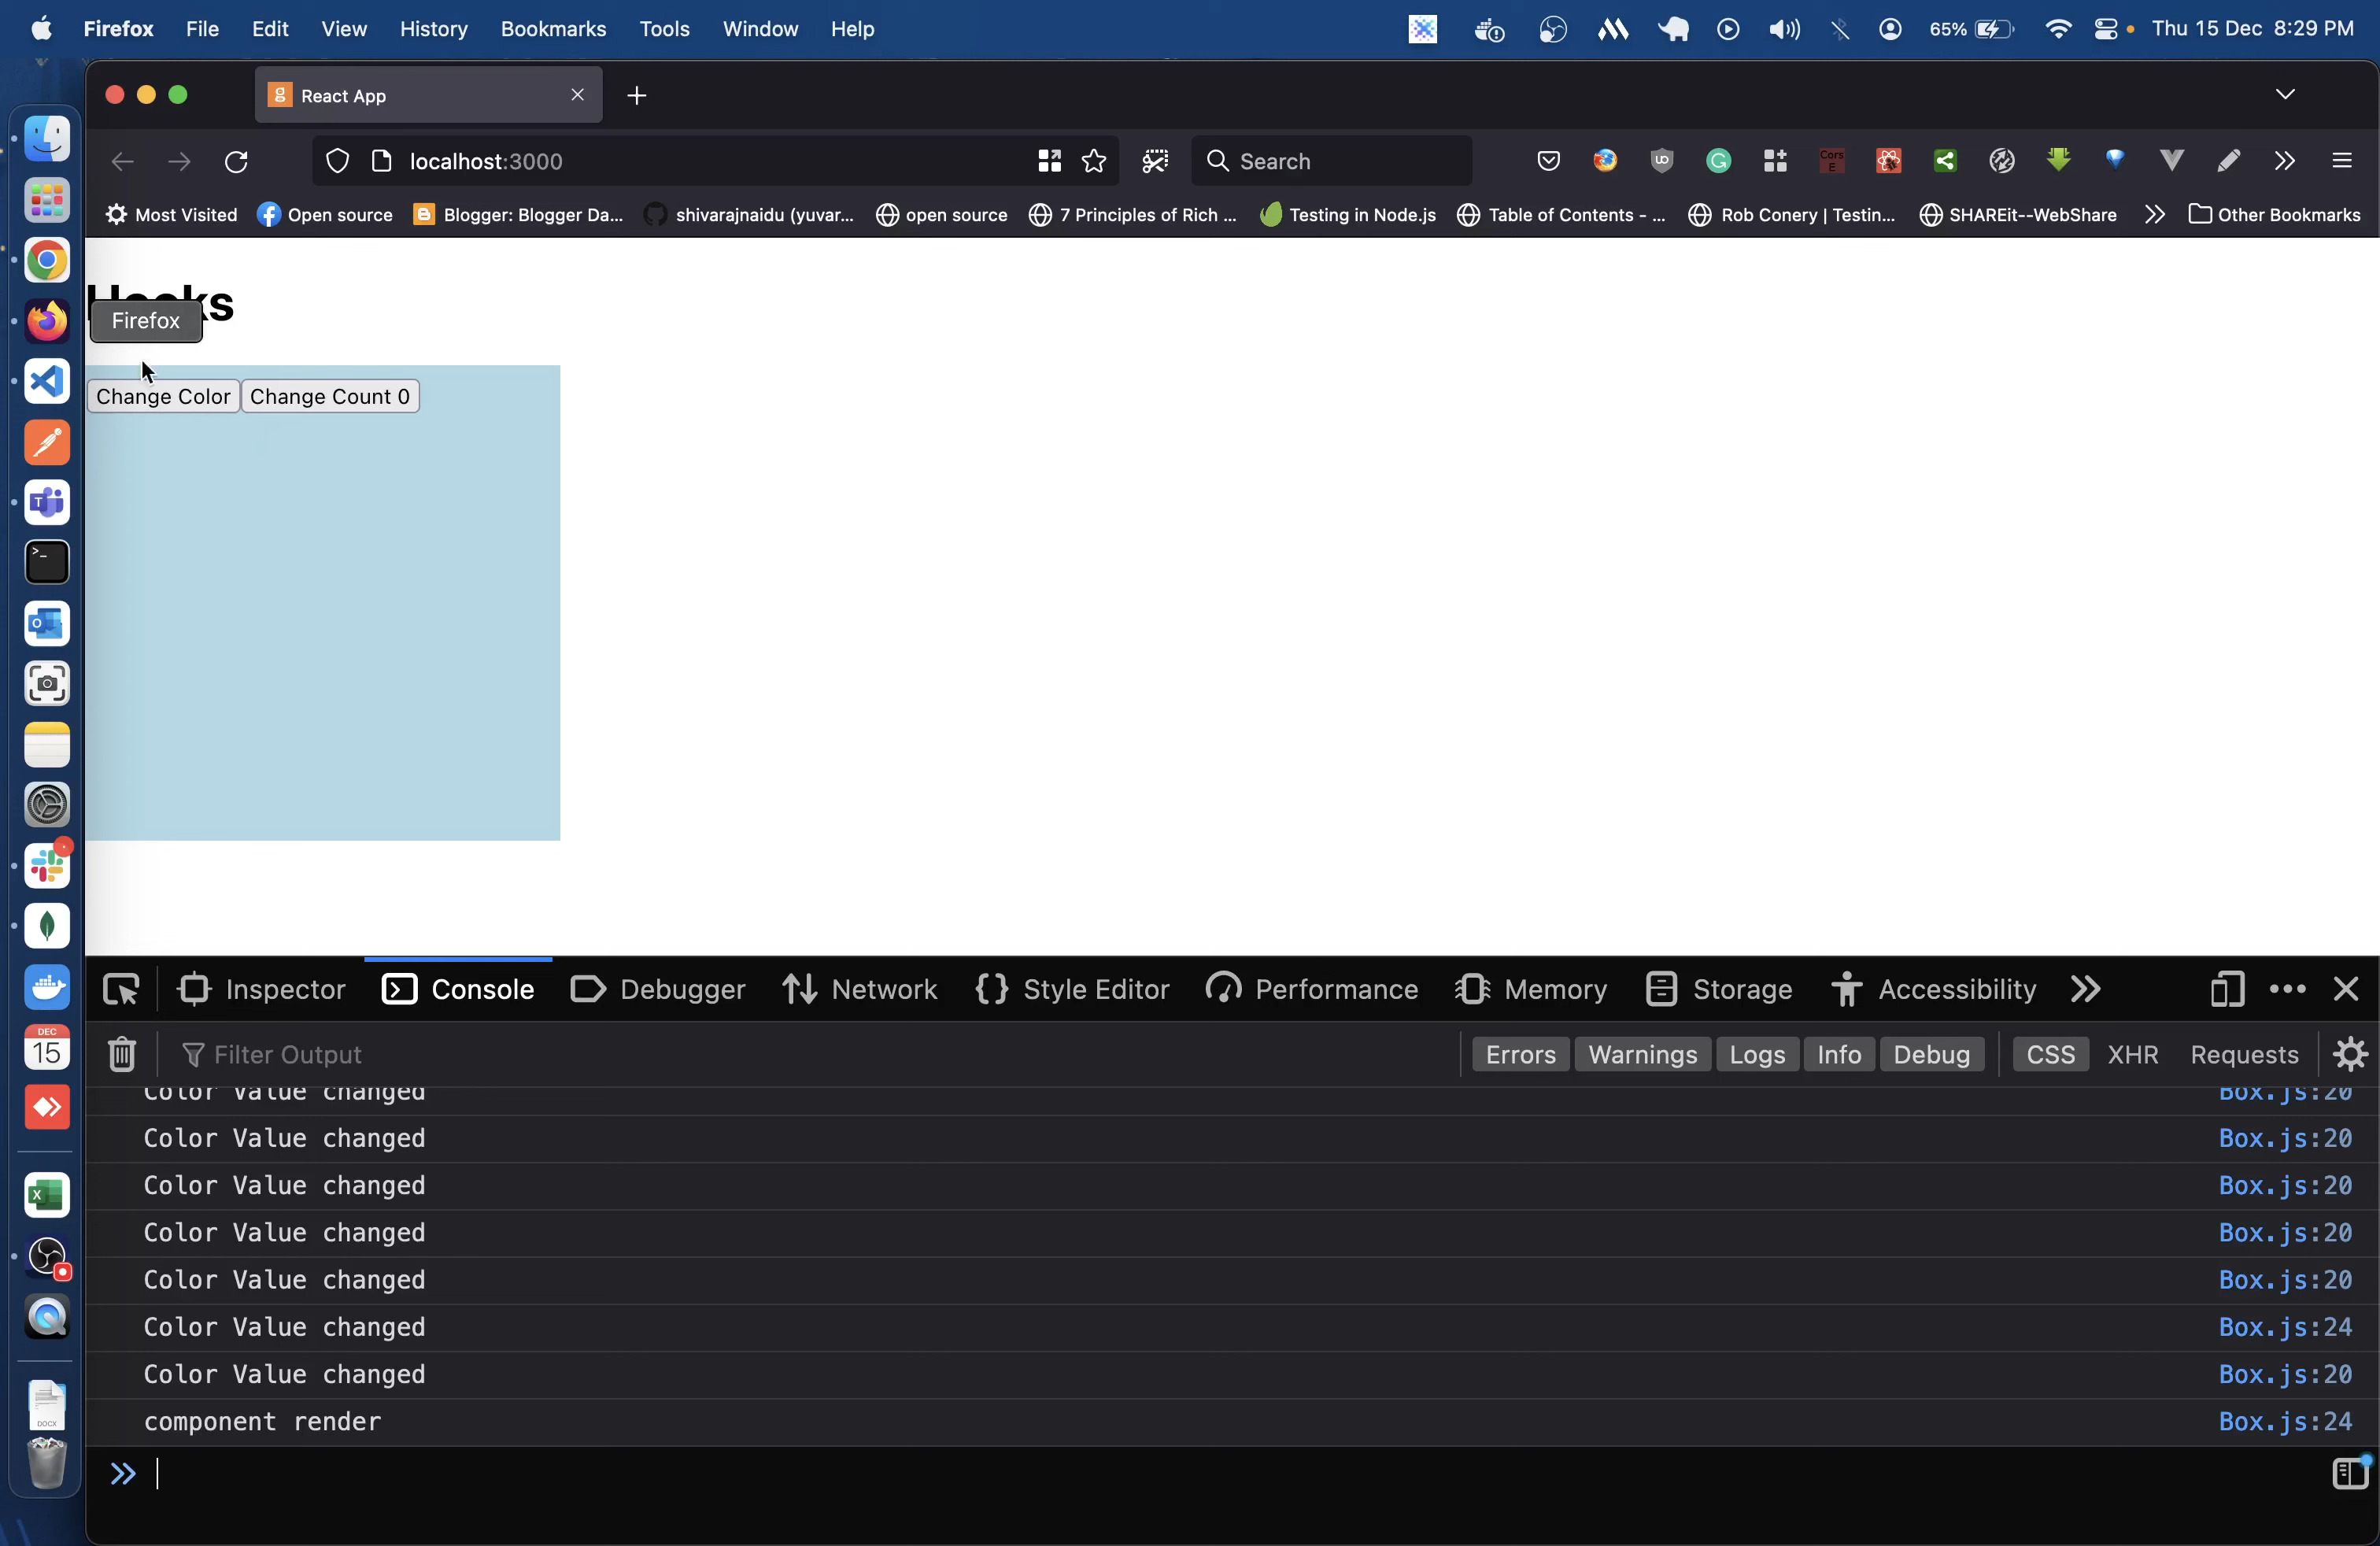 Firefox File Edit View History Bookmarks Tools Window Help 65% Thu 15 Dec 8:29 PM
React App
localhost:3000 Search
Most Visited Open source Blogger: Blogger Da... shivarajnaidu (yuvar... open source 7 Principles of Rich ... Testing in Node.js Table of Contents - ... Rob Conery | Testin... SHAREit--WebShare Other Bookmarks
Hooks
Firefox
Change Color Change Count 0
Inspector Console Debugger Network Style Editor Performance Memory Storage Accessibility
Filter Output Errors Warnings Logs Info Debug CSS XHR Requests
Color Value changed Box.js:20
Color Value changed Box.js:20
Color Value changed Box.js:20
Color Value changed Box.js:20
Color Value changed Box.js:20
Color Value changed Box.js:24
Color Value changed Box.js:20
component render Box.js:24
DEC
15
DOCX